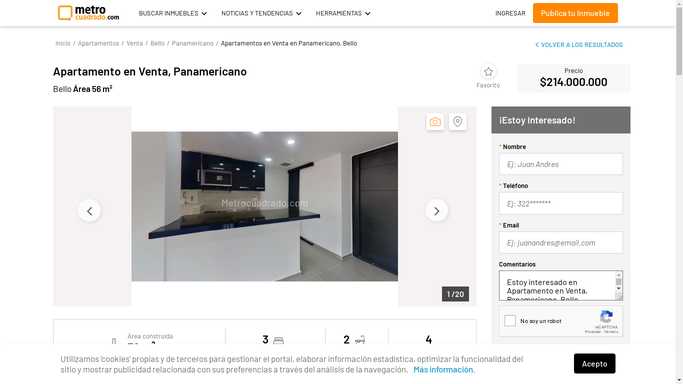 metro
cuadrado.com
BUSCAR INMUEBLES
NOTICIAS Y TENDENCIAS
HERRAMIENTAS
INGRESAR
Publica tu Inmueble
Inicio / Apartamentos / Venta / Bello / Panamericano / Apartamentos en Venta en Panamericano, Bello
VOLVER A LOS RESULTADOS
Apartamento en Venta, Panamericano
Bello Área 56 m²
Favorito
Precio
$214.000.000
Metrocuadrado.com
1 /20
¡Estoy Interesado!
* Nombre
Ej: Juan Andres
* Teléfono
Ej: 322*******
* Email
Ej: juanandres@email.com
Comentarios
Estoy interesado en
Apartamento en Venta,
Panamericano, Bello
No soy un robot
reCAPTCHA
Privacidad - Términos
Área construida
3
2
4
Utilizamos 'cookies' propias y de terceros para gestionar el portal, elaborar información estadística, optimizar la funcionalidad del
sitio y mostrar publicidad relacionada con sus preferencias a través del análisis de la navegación. Más información.
Acepto